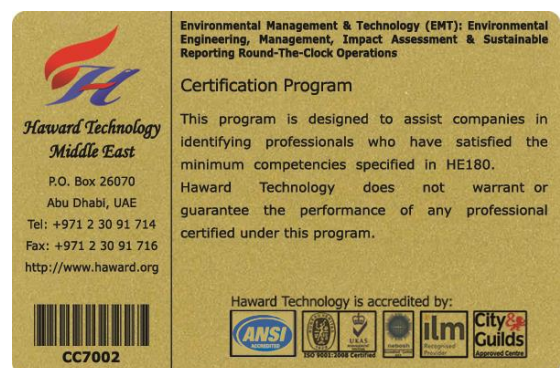 Haward Technology
Middle East
P.O. Box 26070
Abu Dhabi, UAE
Tel: +971 2 30 91 714
Fax: +971 2 30 91 716
http://www.haward.org
CC7002
Environmental Management & Technology (EMT): Environmental
Engineering, Management, Impact Assessment & Sustainable
Reporting Round-The-Clock Operations
Certification Program
This program is designed to assist companies in
identifying professionals who have satisfied the
minimum competencies specified in HE180.
Haward Technology does not warrant or
guarantee the performance of any professional
certified under this program.
Haward Technology is accredited by:
ANSI
ACCREDITED
UKAS
ISO 9001:2008 Certified
nebosh
ilm
Recognised
Provider
City&
Guilds
Approved Centre